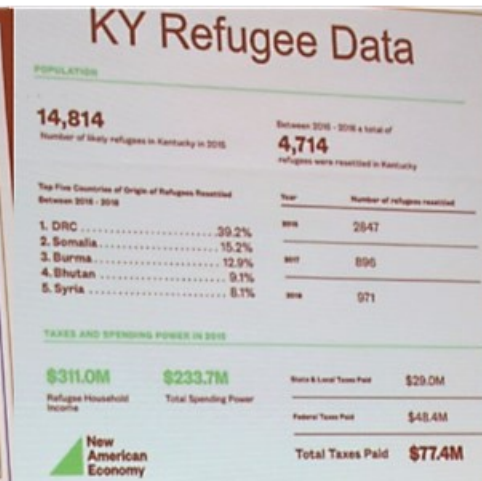 KY Refugee Data
POPULATION
14,814
Number of likely refugees in Kentucky in 2015
Between 2016 - 2018 a total of
4,714
refugees were resettled in Kentucky
Top Five Countries of Origin of Refugees Resettled
Between 2016 - 2018
1. DRC ........................ 39.2%
2. Somalia..................... 15.2%
3. Burma....................... 12.9%
4. Bhutan ...................... 9.1%
5. Syria ........................ 8.1%
Year Number of refugees resettled
2016 2847
2017 896
2018 971
TAXES AND SPENDING POWER IN 2015
$311.0M
Refugee Household
Income
$233.7M
Total Spending Power
State & Local Taxes Paid $29.0M
Federal Taxes Paid $48.4M
Total Taxes Paid $77.4M
New
American
Economy